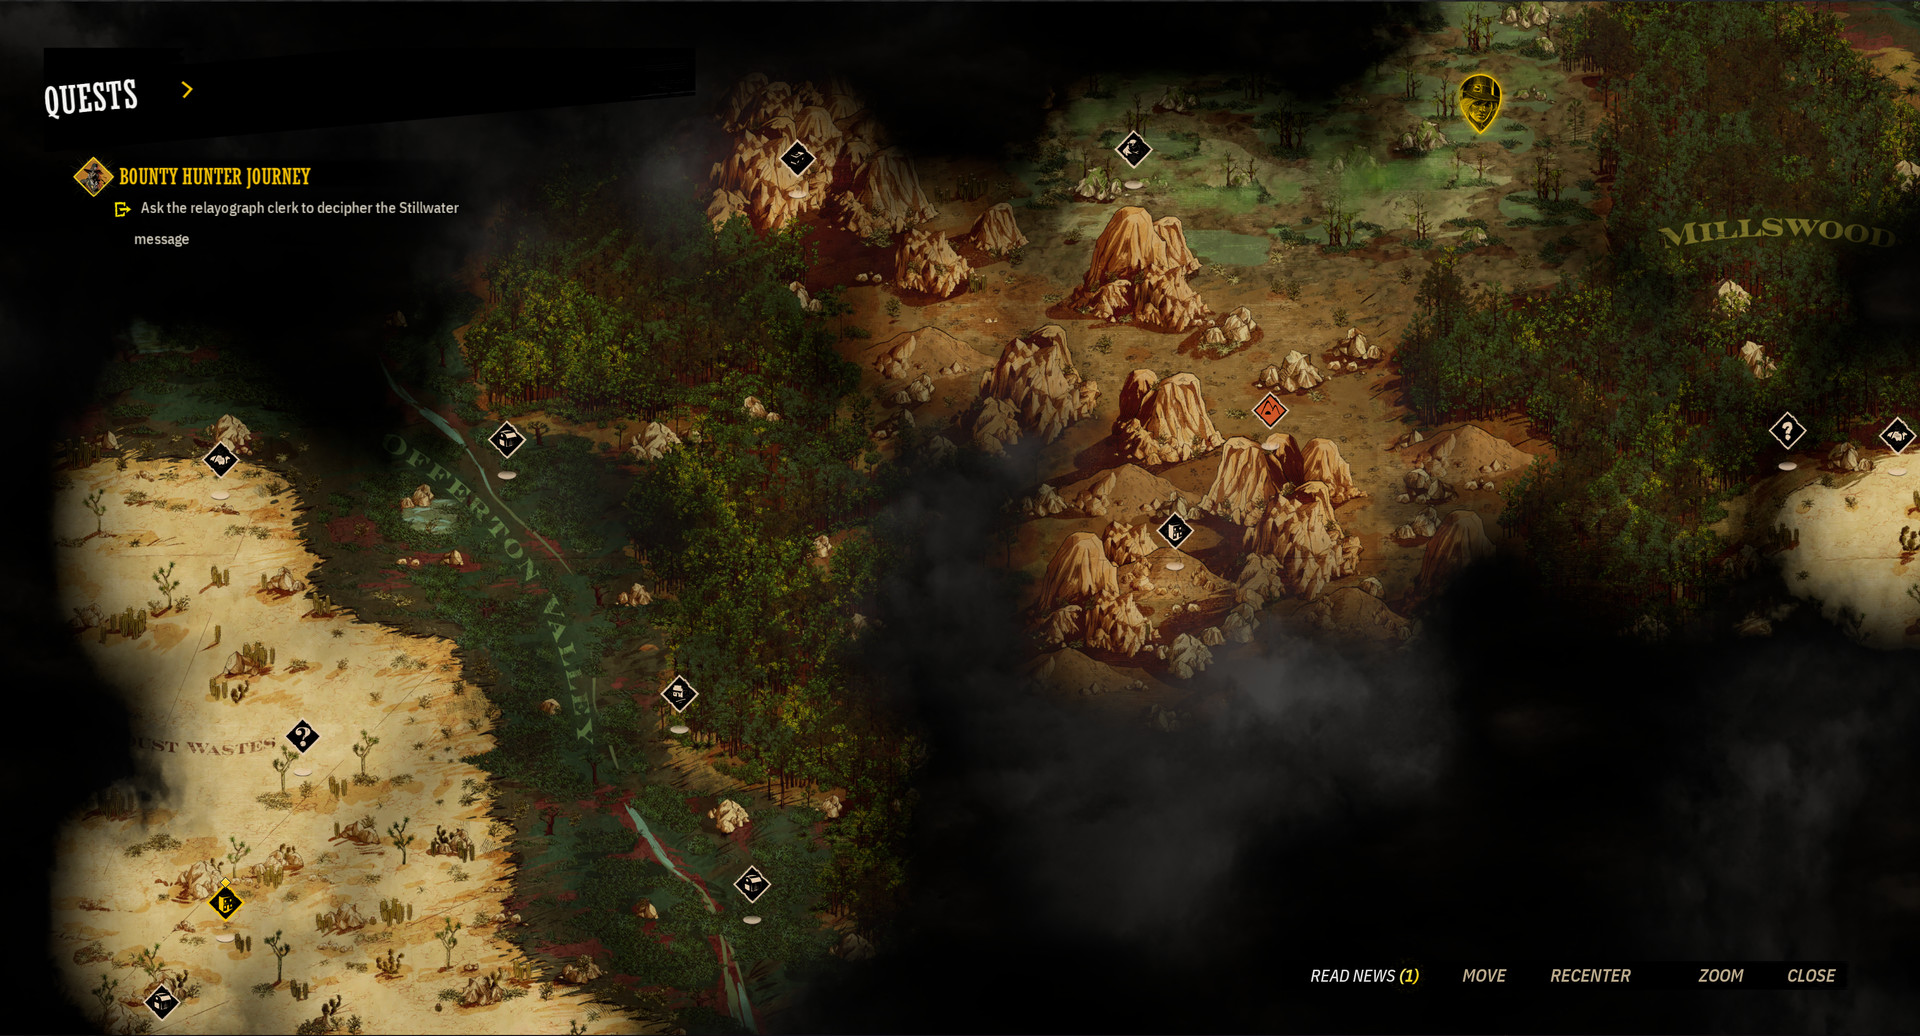 QUESTS
BOUNTY HUNTER JOURNEY
Ask the relayograph clerk to decipher the Stillwater
message
MILLSWOOD
OFFERTON VALLEY
UST WASTES
?
?
READ NEWS (1) MOVE RECENTER ZOOM CLOSE